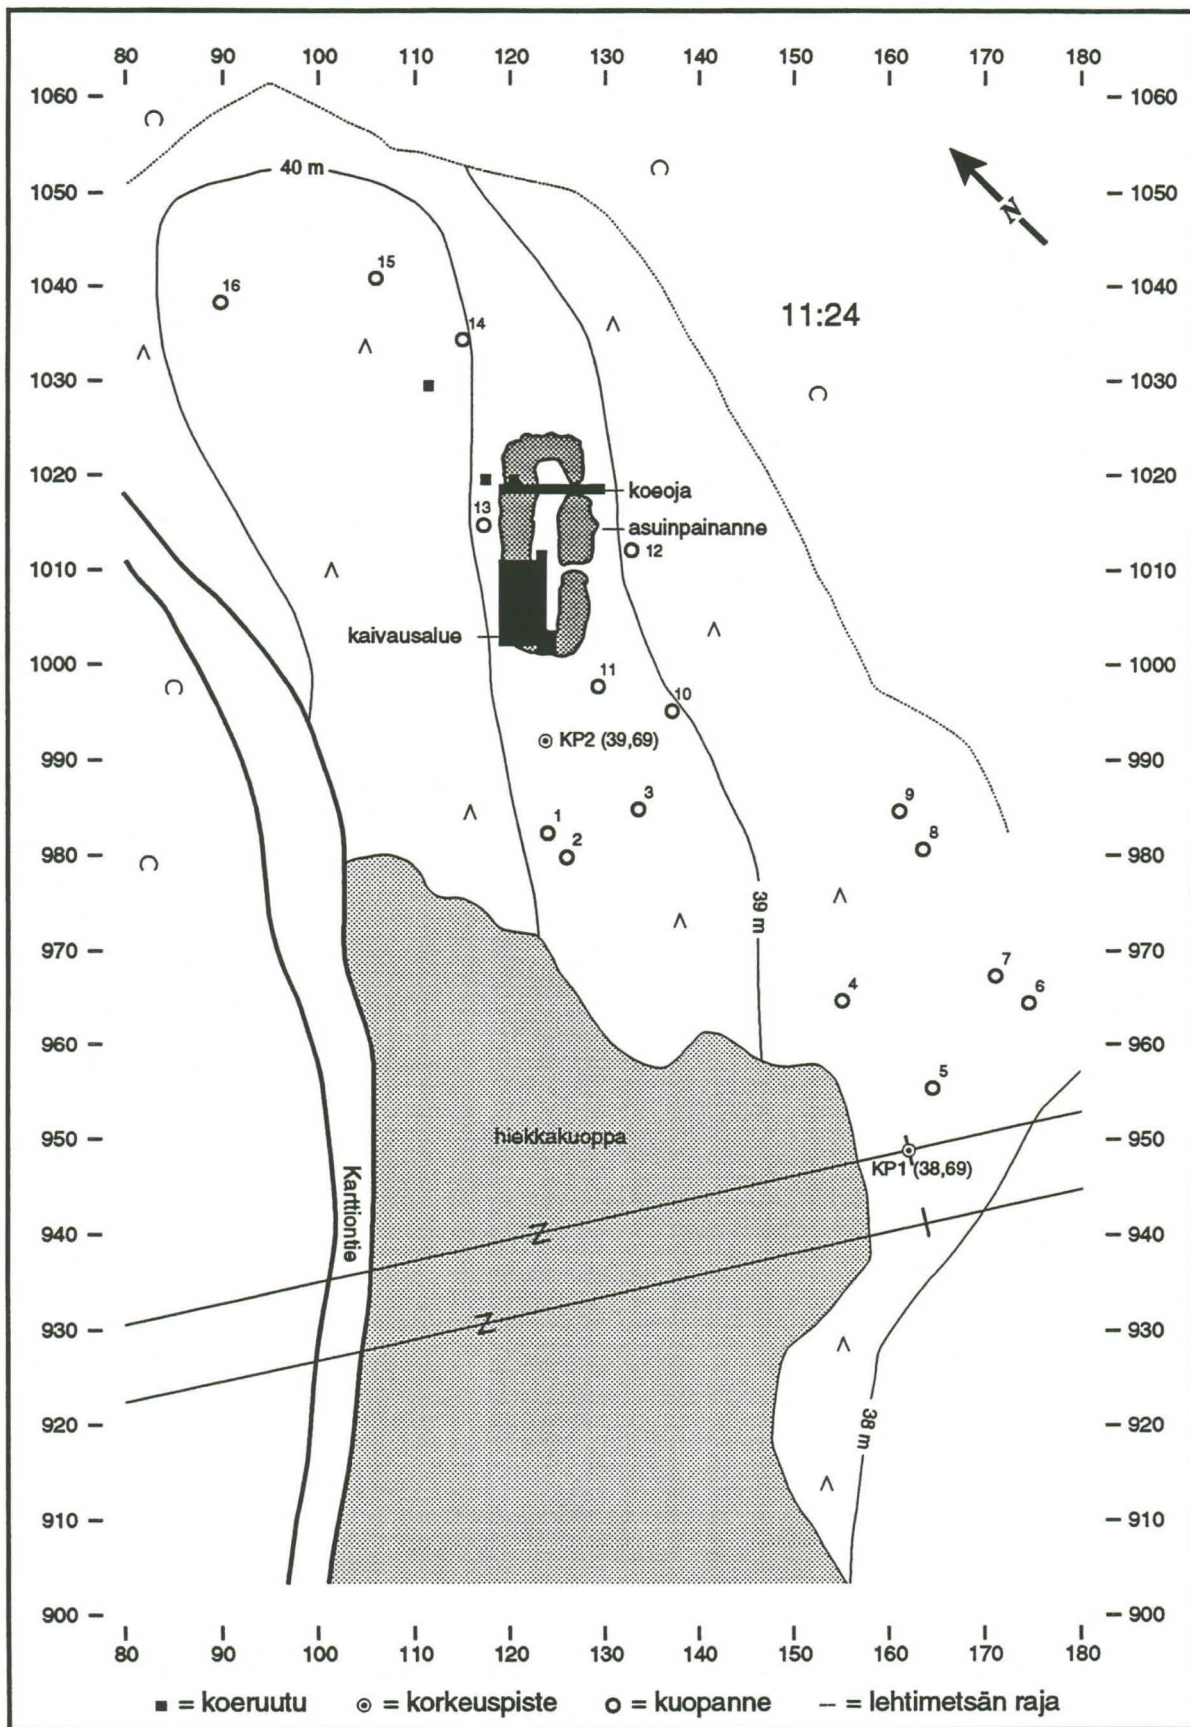 80 90 100 110 120 130 140 150 160 170 180
1060 1060
40 m
1050 1050
N
15
1040 16 1040
14 11:24
1030 1030
1020 1020
koeoja
13 asuinpainanne
12
1010 1010
kaivausalue
1000 11 1000
10
990 KP2 (39,69) 990
3 9
1 8
2
980 980
39 m
970 970
7
4 6
960 960
5
950 hiekkakuoppa 950
KP1 (38,69)
Karttiontie
940 940
930 930
920 38 m 920
910 910
900 900
80 90 100 110 120 130 140 150 160 170 180
= koeruutu = korkeuspiste = kuopanne = lehtimetsän raja